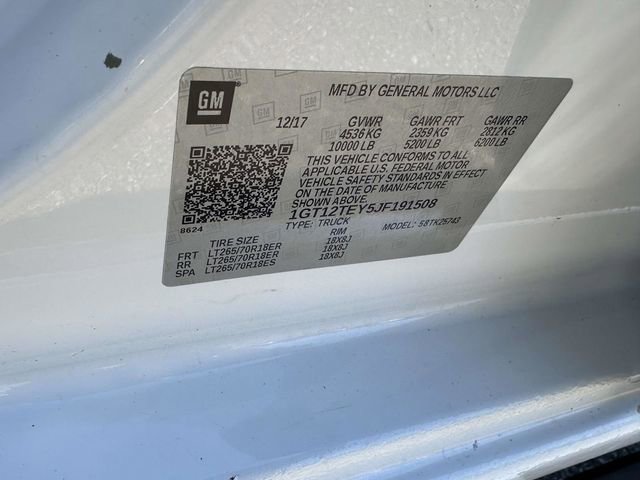 GM
MFD BY GENERAL MOTORS LLC
12/17 GVWR GAWR FRT GAWR RR
4536 KG 2359 KG 2812 KG
10000 LB 5200 LB 6200 LB
THIS VEHICLE CONFORMS TO ALL
APPLICABLE U.S. FEDERAL MOTOR
VEHICLE SAFETY STANDARDS IN EFFECT
ON THE DATE OF MANUFACTURE
SHOWN ABOVE.
1GT12TEY5JF191508
8624 TYPE: TRUCK MODEL: 58TK25743
TIRE SIZE RIM
FRT LT265/70R18ER 18X8J
RR LT265/70R18ER 18X8J
SPA LT265/70R18ES 18X8J